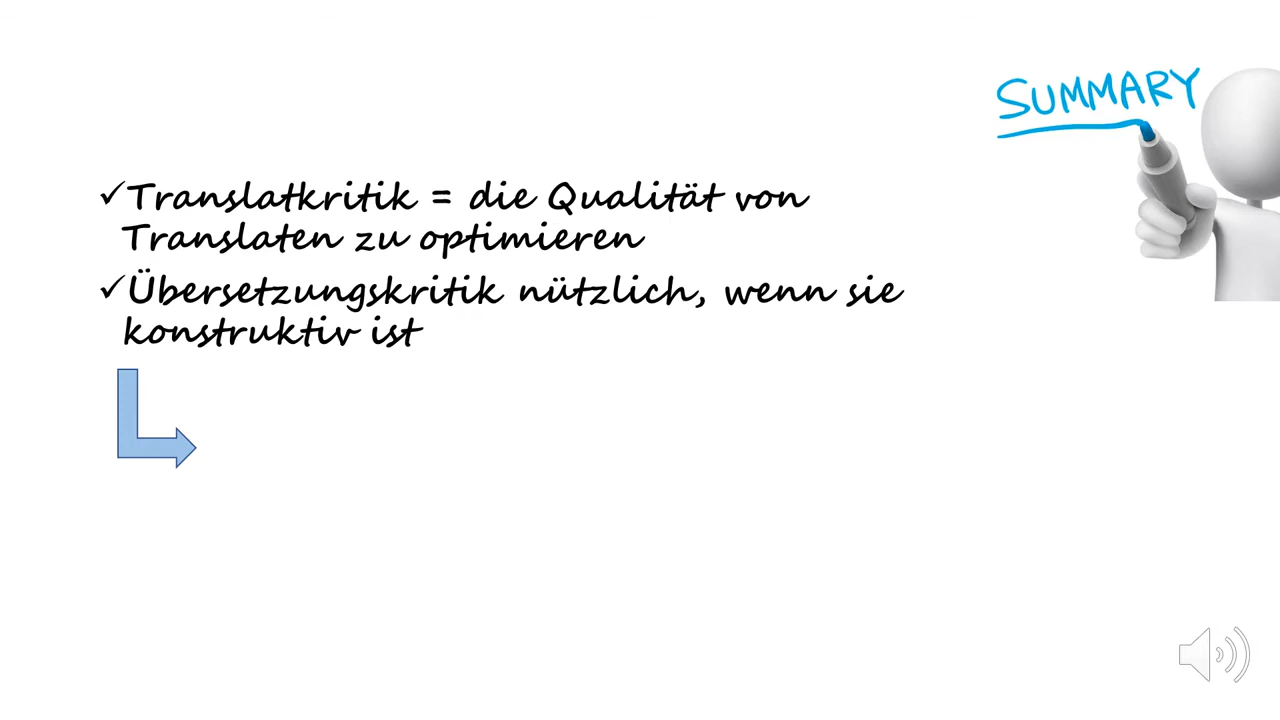 SUMMARY
✓Translatkritik = die Qualität von
Translaten zu optimieren
✓Übersetzungskritik nützlich, wenn sie
konstruktiv ist